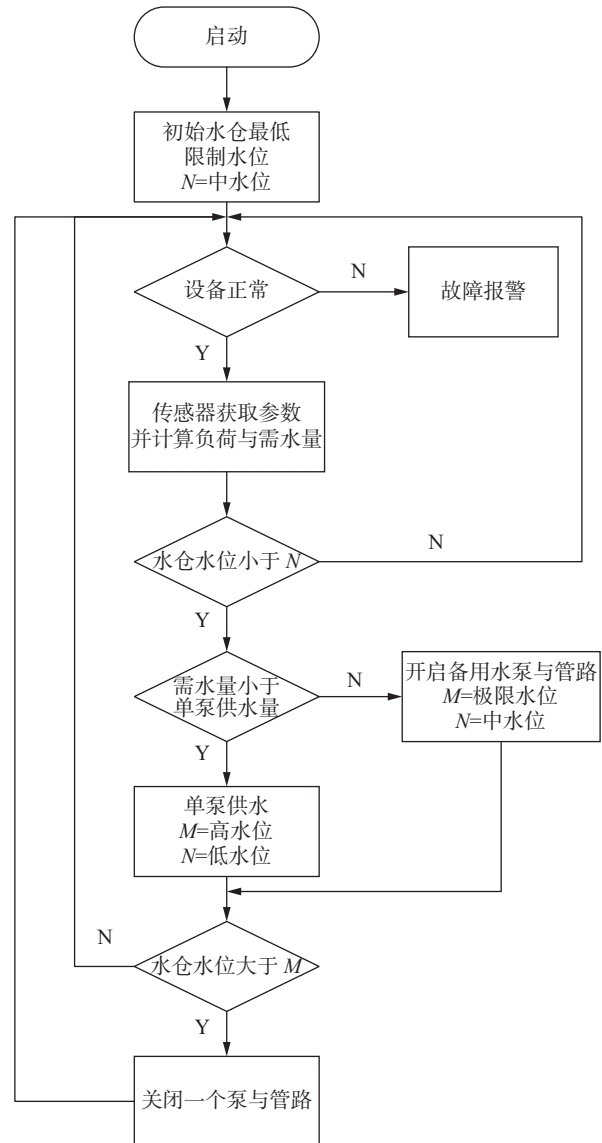 启动
初始水仓最低
限制水位
N=中水位
设备正常
N
故障报警
Y
传感器获取参数
并计算负荷与需水量
水仓水位小于 N
N
Y
需水量小于
单泵供水量
N
开启备用水泵与管路
M=极限水位
N=中水位
Y
单泵供水
M=高水位
N=低水位
N
水仓水位大于 M
Y
关闭一个泵与管路